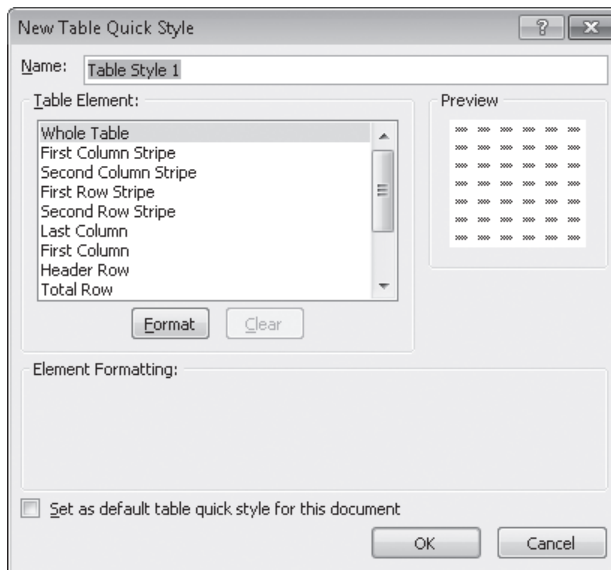 New Table Quick Style
Name: Table Style 1
Table Element:
Whole Table
First Column Stripe
Second Column Stripe
First Row Stripe
Second Row Stripe
Last Column
First Column
Header Row
Total Row
Format Clear
Preview
Element Formatting:
Set as default table quick style for this document
OK Cancel